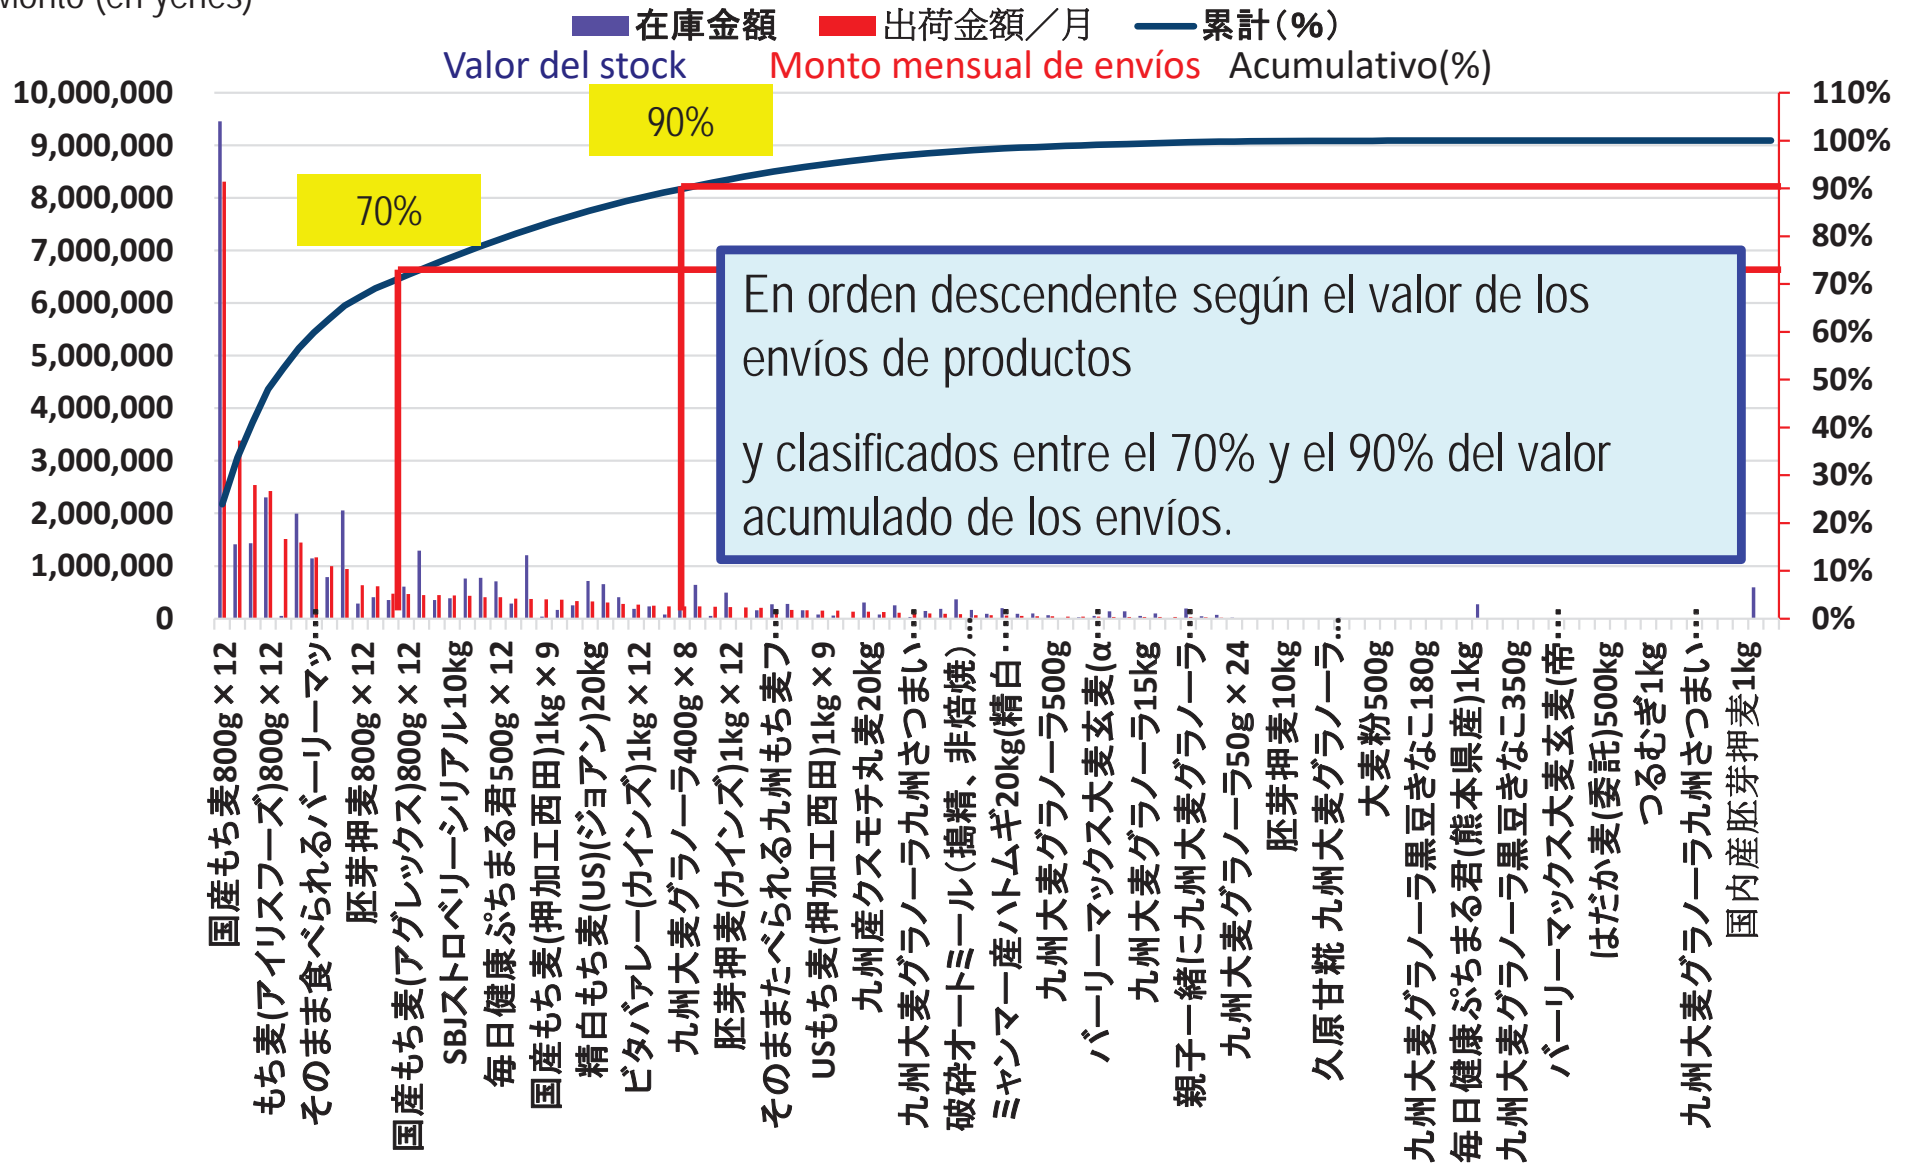 Monto (en yenes)
在庫金額 出荷金額／月 累計（%）
Valor del stock Monto mensual de envíos Acumulativo(%)
10,000,000
9,000,000
8,000,000
7,000,000
6,000,000
5,000,000
4,000,000
3,000,000
2,000,000
1,000,000
0
90%
70%
En orden descendente según el valor de los
envíos de productos
y clasificados entre el 70% y el 90% del valor
acumulado de los envíos.
110%
100%
90%
80%
70%
60%
50%
40%
30%
20%
10%
0%
国産もち麦800g×12
もち麦(アイリスフーズ)800g×12
そのまま食べられるバーリーマッ…
胚芽押麦800g×12
国産もち麦(アグレックス)800g×12
SBJストロベリーシリアル10kg
毎日健康ぷちまる君500g×12
国産もち麦(押加工西田)1kg×9
精白もち麦(US)(ジョアン)20kg
ビタバァレー(カインズ)1kg×12
九州大麦グラノーラ400g×8
胚芽押麦(カインズ)1kg×12
そのままたべられる九州もち麦フ…
USもち麦(押加工西田)1kg×9
九州産クスモチ丸麦20kg
九州大麦グラノーラ九州さつまい…
破砕オートミール（搗精、非焙焼）…
ミャンマー産ハトムギ20kg(精白…
九州大麦グラノーラ500g
バーリーマックス大麦玄麦(α…
九州大麦グラノーラ15kg
親子一緒に九州大麦グラノーラ…
九州大麦グラノーラ50g×24
胚芽押麦10kg
久原甘糀 九州大麦グラノーラ…
大麦粉500g
九州大麦グラノーラ黒豆きなこ180g
毎日健康ぷちまる君(熊本県産)1kg
九州大麦グラノーラ黒豆きなこ350g
バーリーマックス大麦玄麦(帝…
(はだか麦(委託)500kg
つるむぎ1kg
九州大麦グラノーラ九州さつまい…
国内産胚芽押麦1kg